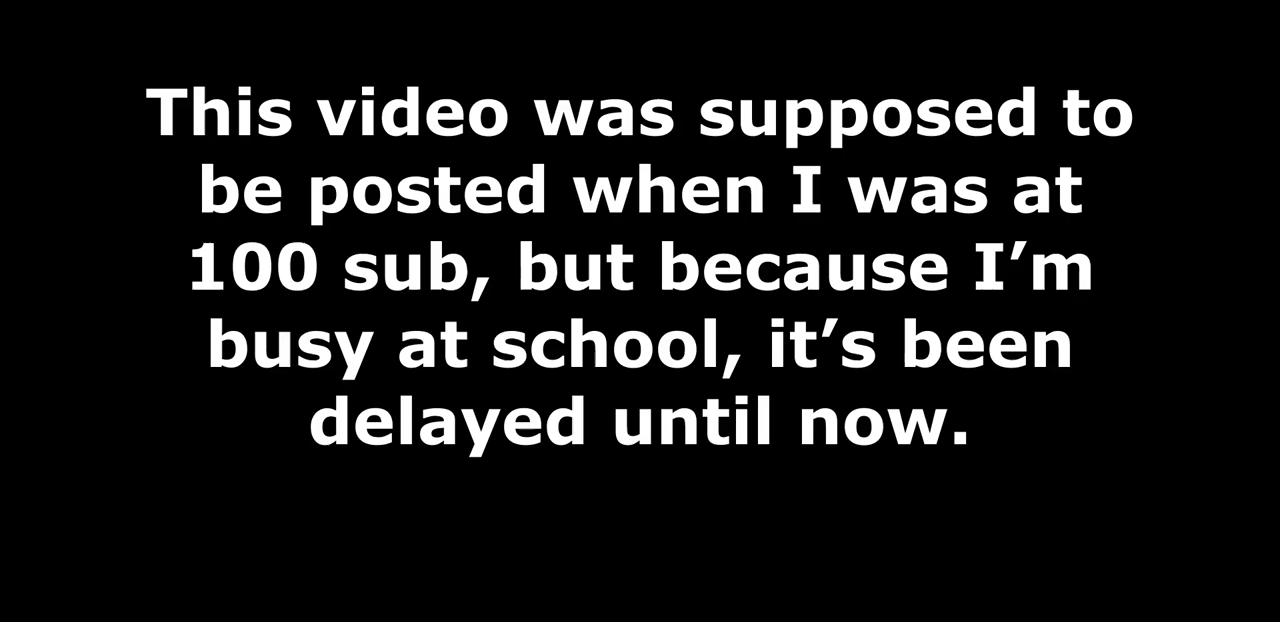 This video was supposed to
be posted when I was at
100 sub, but because I’m
busy at school, it’s been
delayed until now.